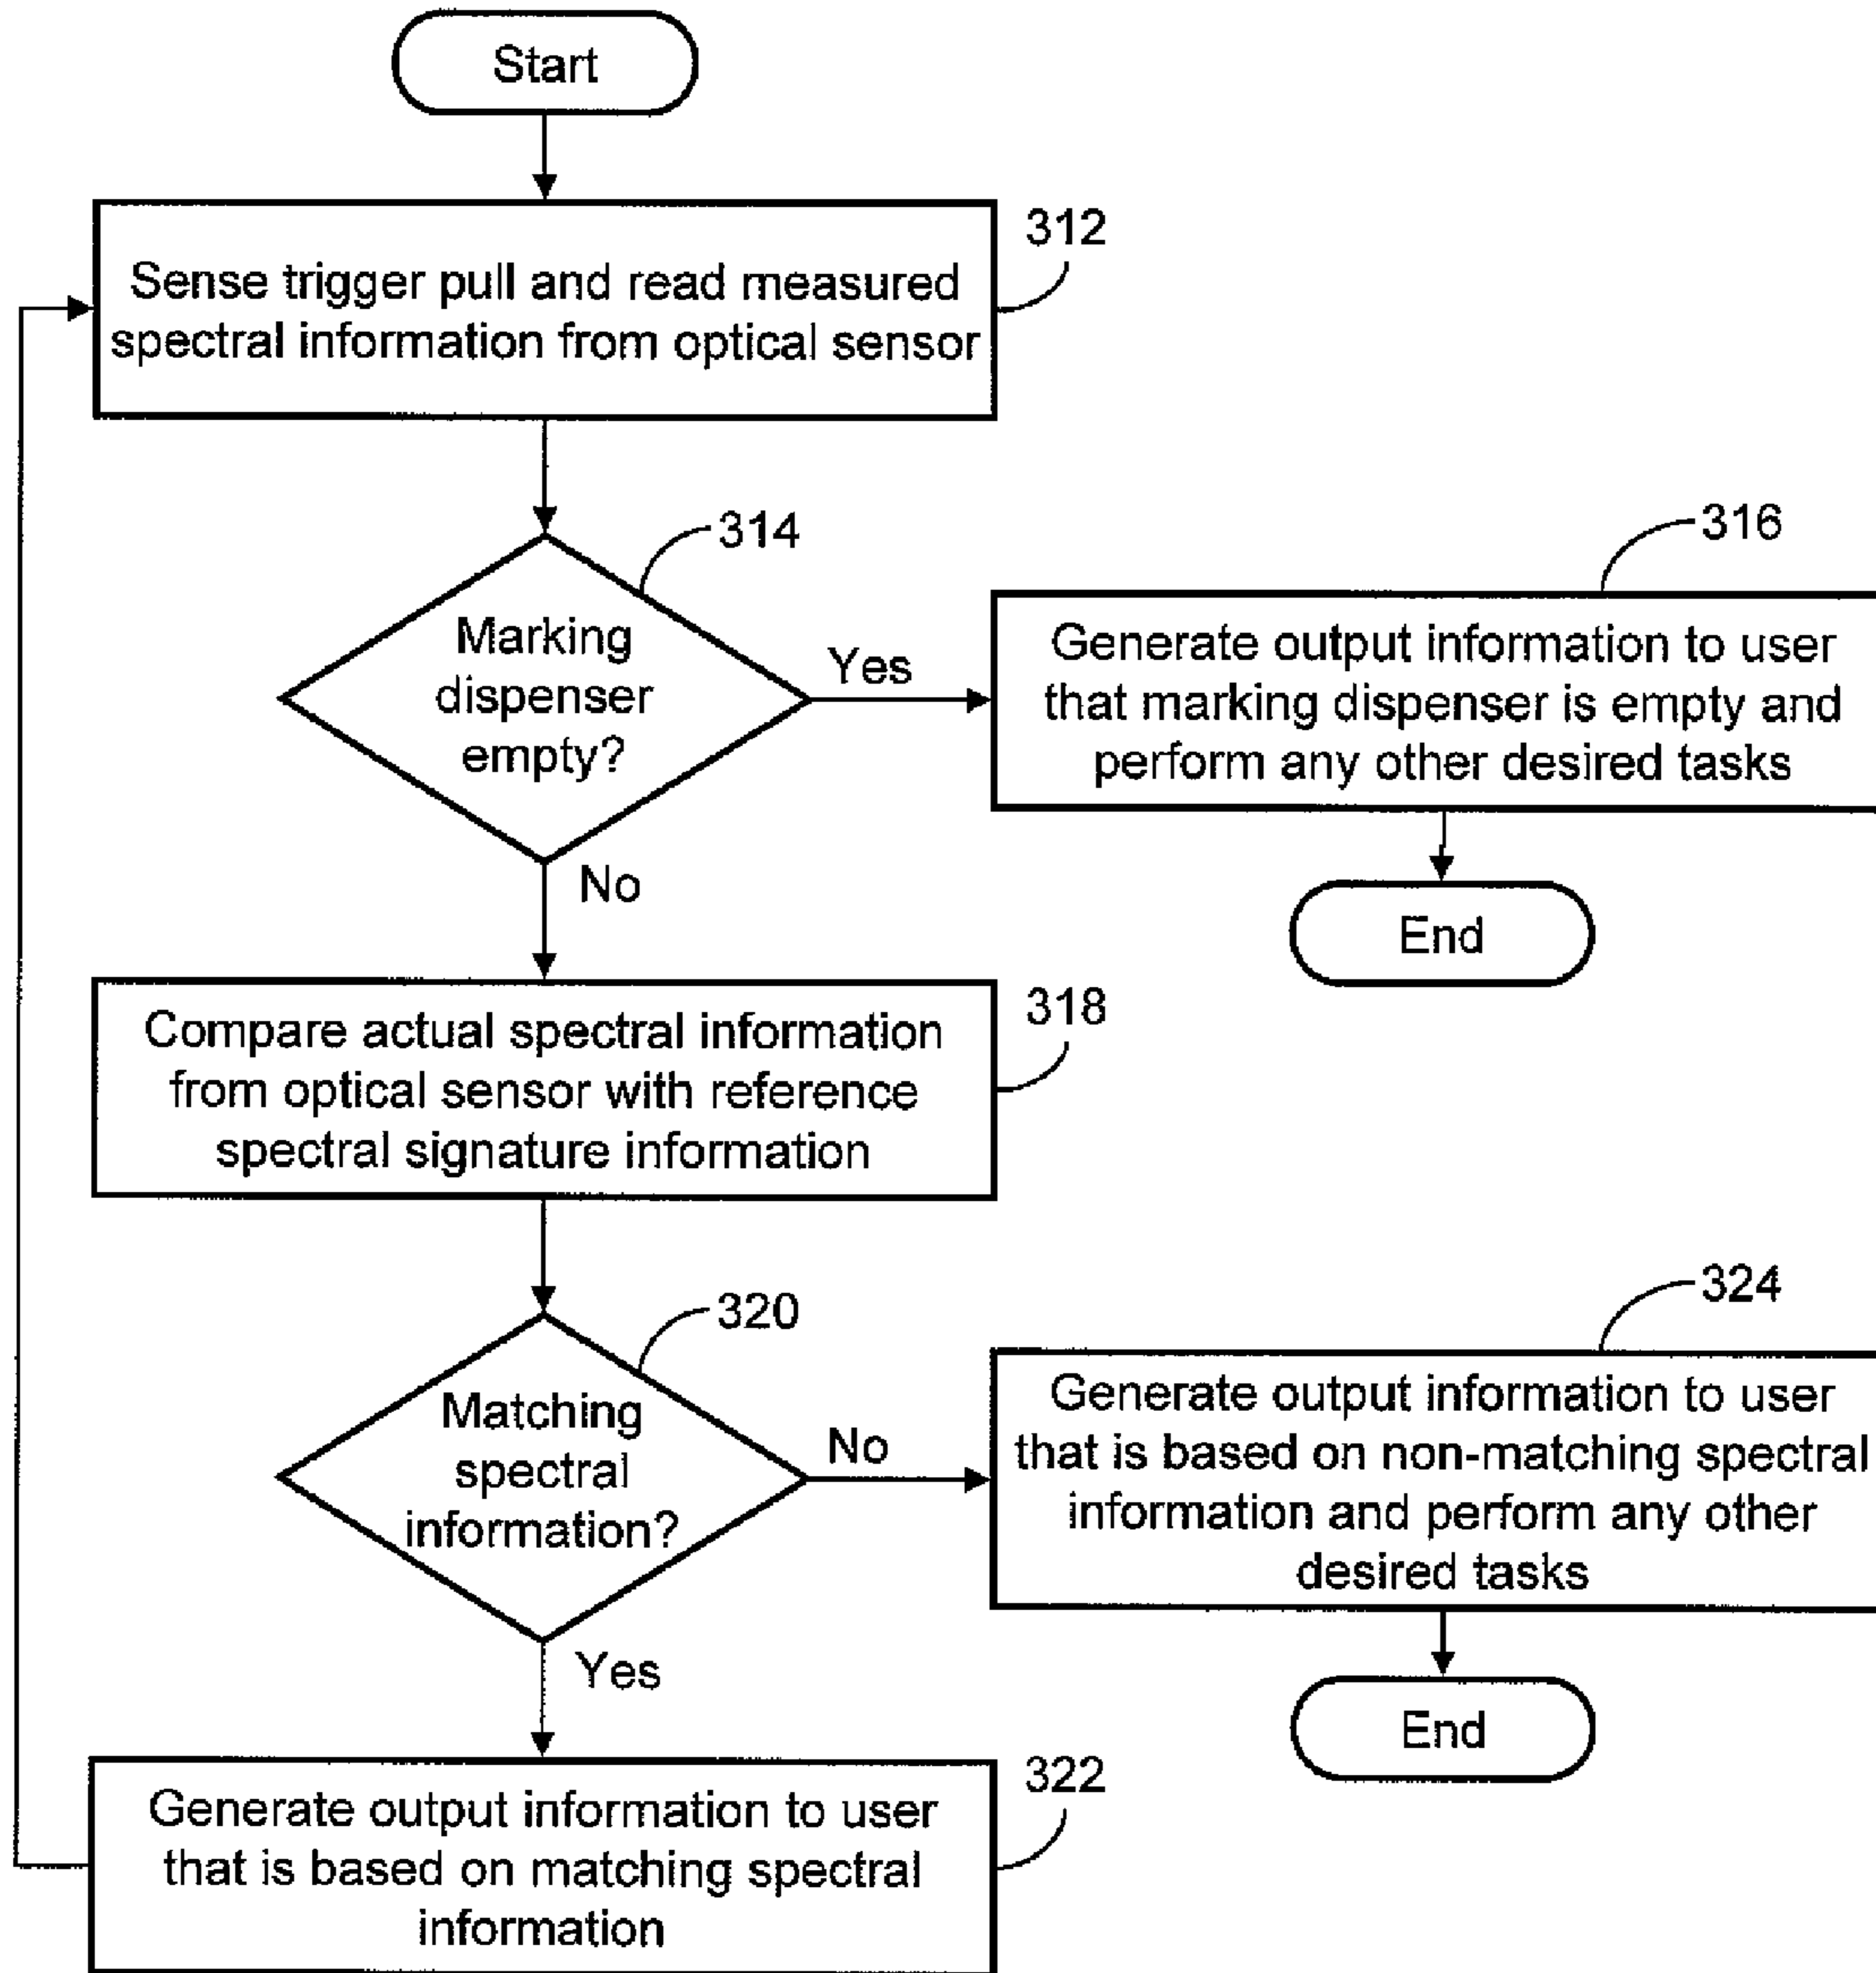 Start
312
Sense trigger pull and read measured
spectral information from optical sensor
314
Marking
dispenser
empty?
Yes
316
Generate output information to user
that marking dispenser is empty and
perform any other desired tasks
End
No
318
Compare actual spectral information
from optical sensor with reference
spectral signature information
320
Matching
spectral
information?
No
324
Generate output information to user
that is based on non-matching spectral
information and perform any other
desired tasks
End
Yes
322
Generate output information to user
that is based on matching spectral
information